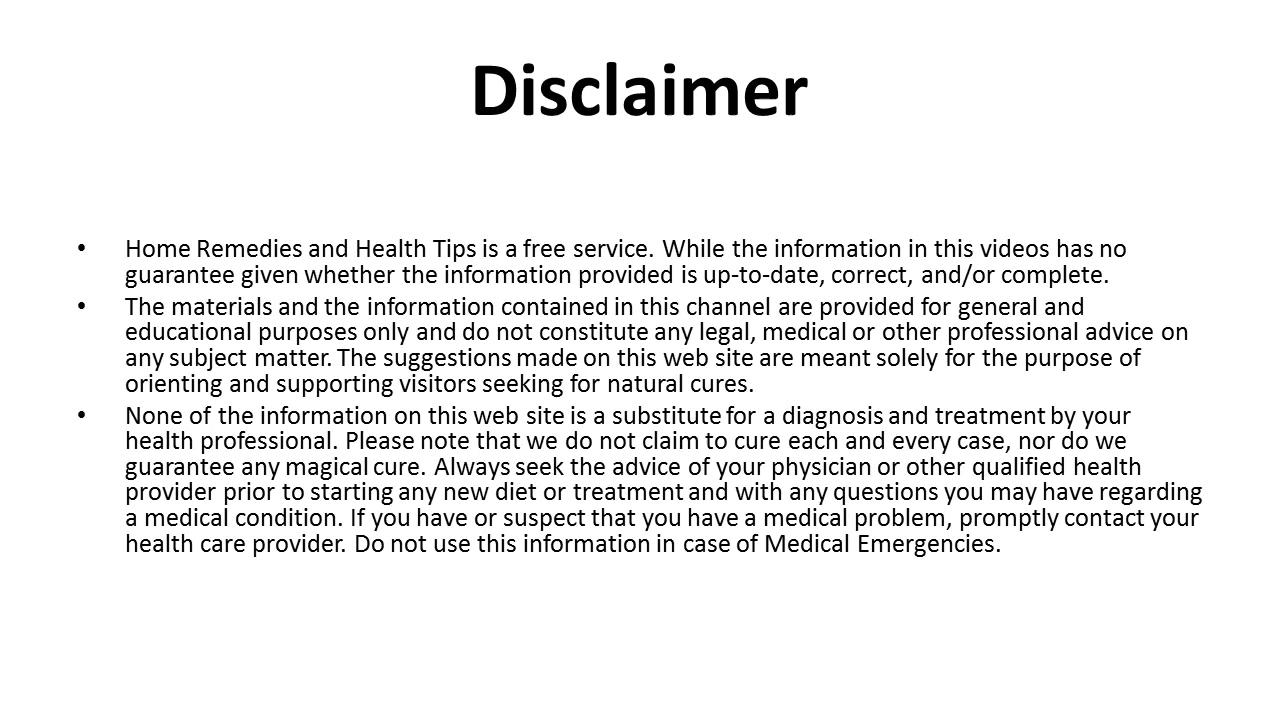 Disclaimer
• Home Remedies and Health Tips is a free service. While the information in this videos has no
guarantee given whether the information provided is up-to-date, correct, and/or complete.
• The materials and the information contained in this channel are provided for general and
educational purposes only and do not constitute any legal, medical or other professional advice on
any subject matter. The suggestions made on this web site are meant solely for the purpose of
orienting and supporting visitors seeking for natural cures.
• None of the information on this web site is a substitute for a diagnosis and treatment by your
health professional. Please note that we do not claim to cure each and every case, nor do we
guarantee any magical cure. Always seek the advice of your physician or other qualified health
provider prior to starting any new diet or treatment and with any questions you may have regarding
a medical condition. If you have or suspect that you have a medical problem, promptly contact your
health care provider. Do not use this information in case of Medical Emergencies.